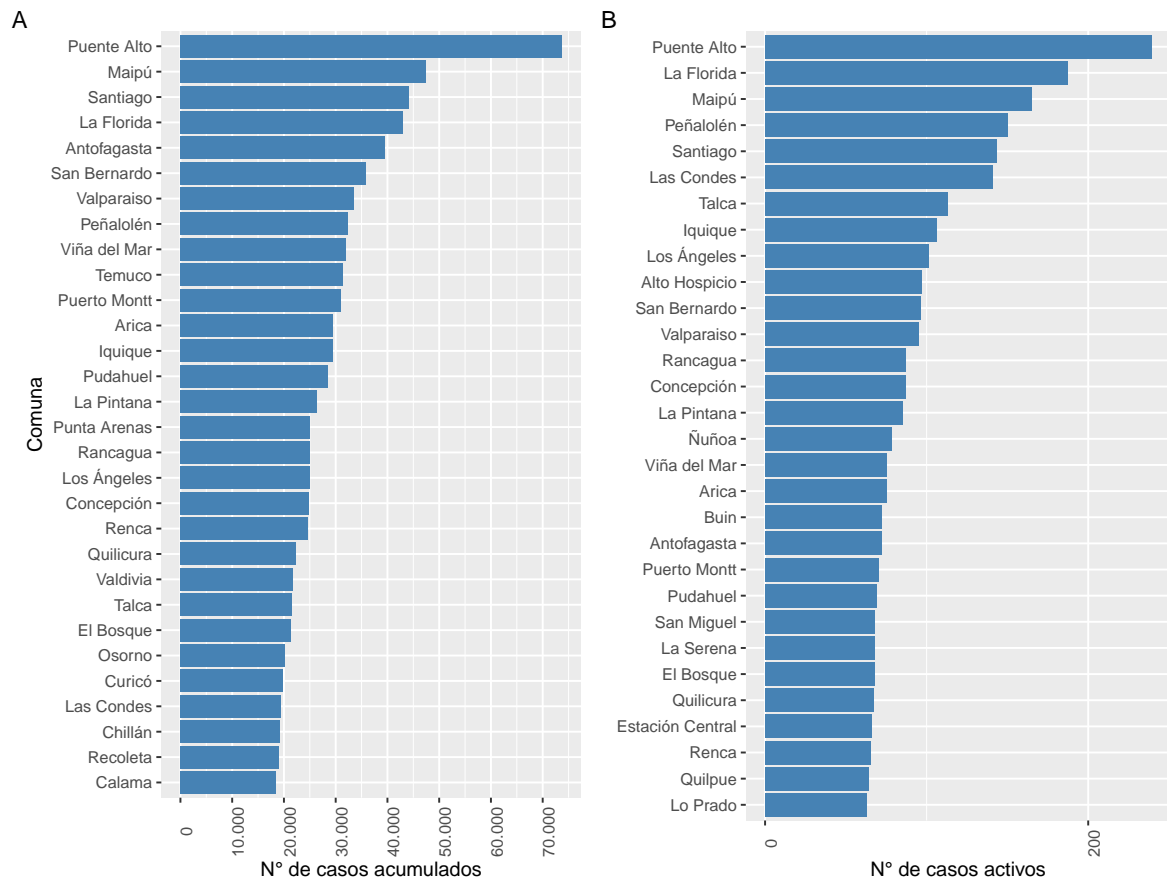 A
Puente Alto
Maipú
Santiago
La Florida
Antofagasta
San Bernardo
Valparaiso
Peñalolén
Viña del Mar
Temuco
Puerto Montt
Arica
Iquique
Pudahuel
La Pintana
Punta Arenas
Rancagua
Los Ángeles
Concepción
Renca
Quilicura
Valdivia
Talca
El Bosque
Osorno
Curicó
Las Condes
Chillán
Recoleta
Calama
Comuna
0
10.000
20.000
30.000
40.000
50.000
60.000
70.000
N° de casos acumulados
B
Puente Alto
La Florida
Maipú
Peñalolén
Santiago
Las Condes
Talca
Iquique
Los Ángeles
Alto Hospicio
San Bernardo
Valparaiso
Rancagua
Concepción
La Pintana
Ñuñoa
Viña del Mar
Arica
Buin
Antofagasta
Puerto Montt
Pudahuel
San Miguel
La Serena
El Bosque
Quilicura
Estación Central
Renca
Quilpue
Lo Prado
0
200
N° de casos activos